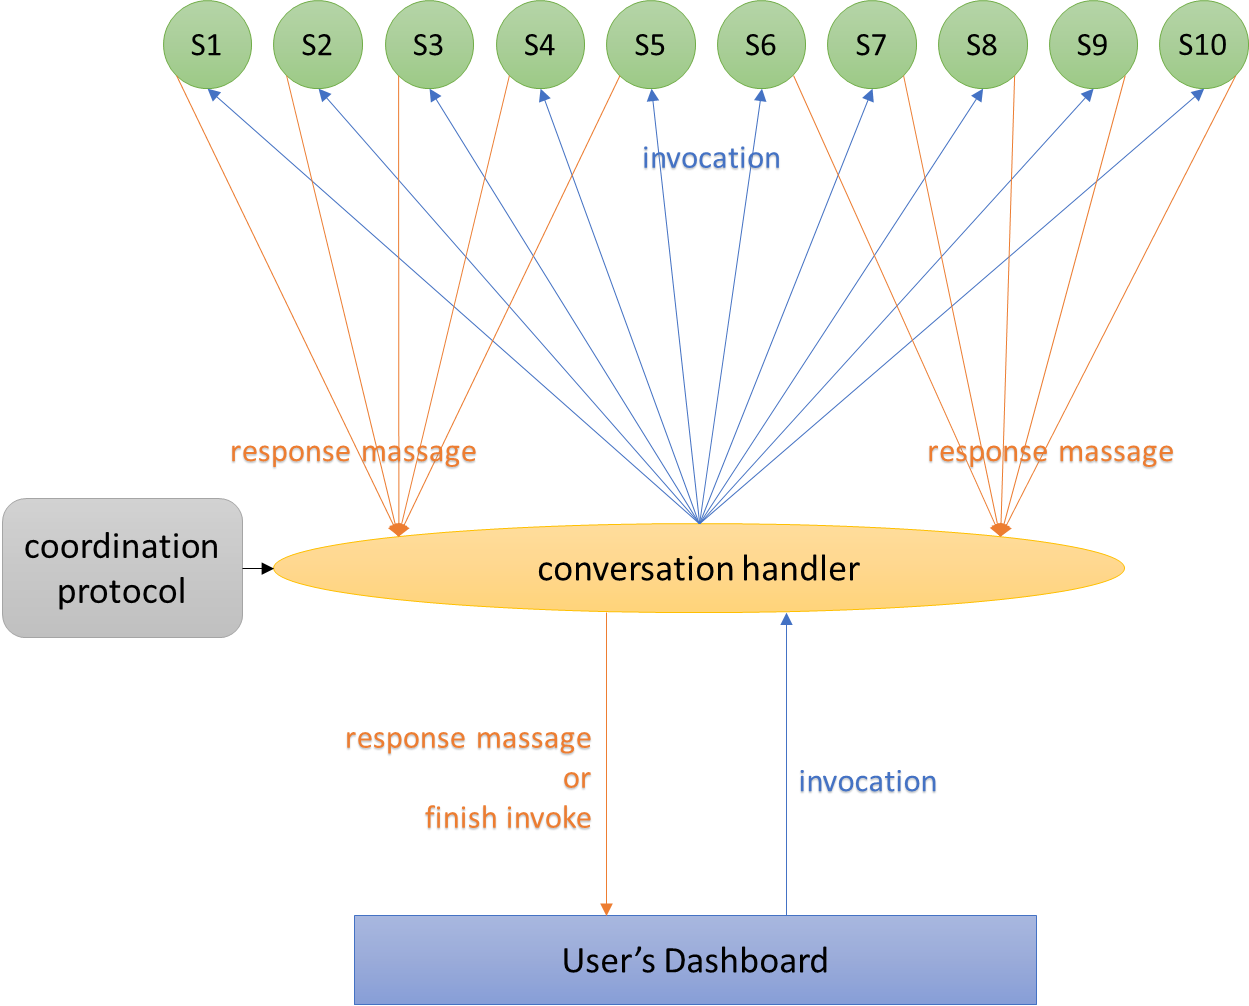 S1 S2 S3 S4 S5 S6 S7 S8 S9 S10
invocation
response massage
response massage
coordination
protocol
conversation handler
response massage
or
finish invoke
invocation
User’s Dashboard